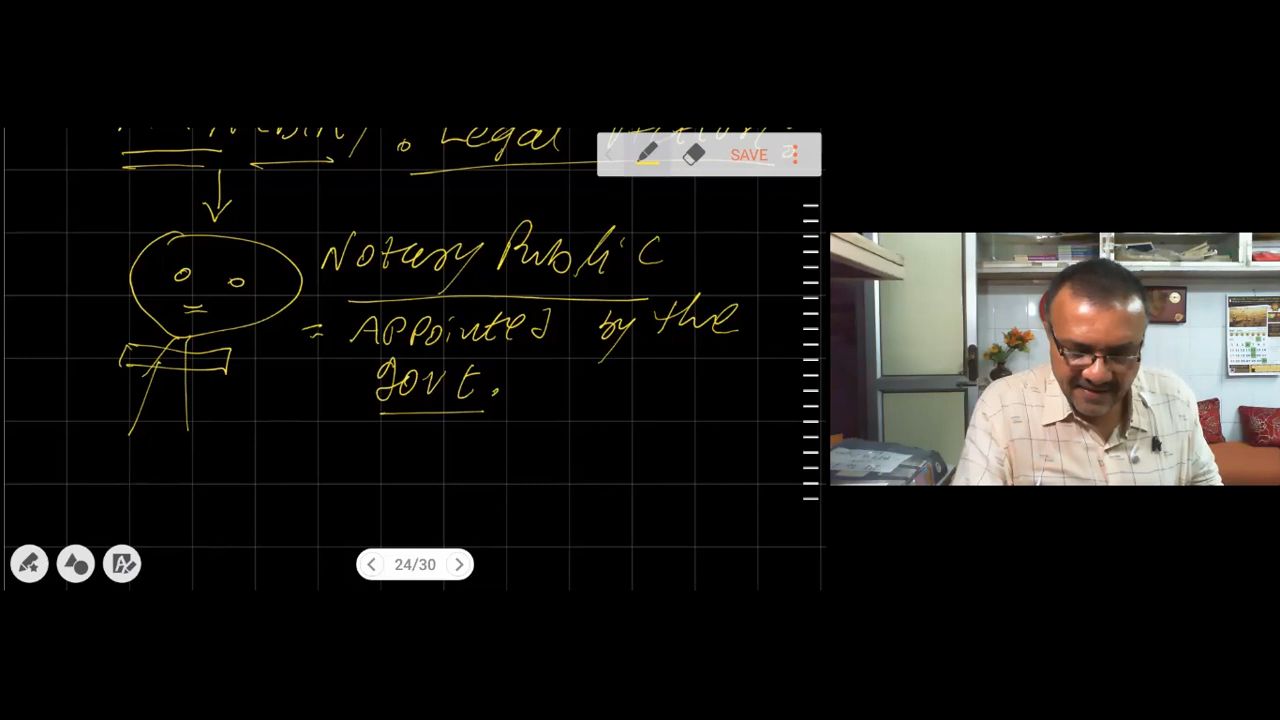 . Legal
SAVE
Notary Public
= Appointed by the
Govt.
24/30